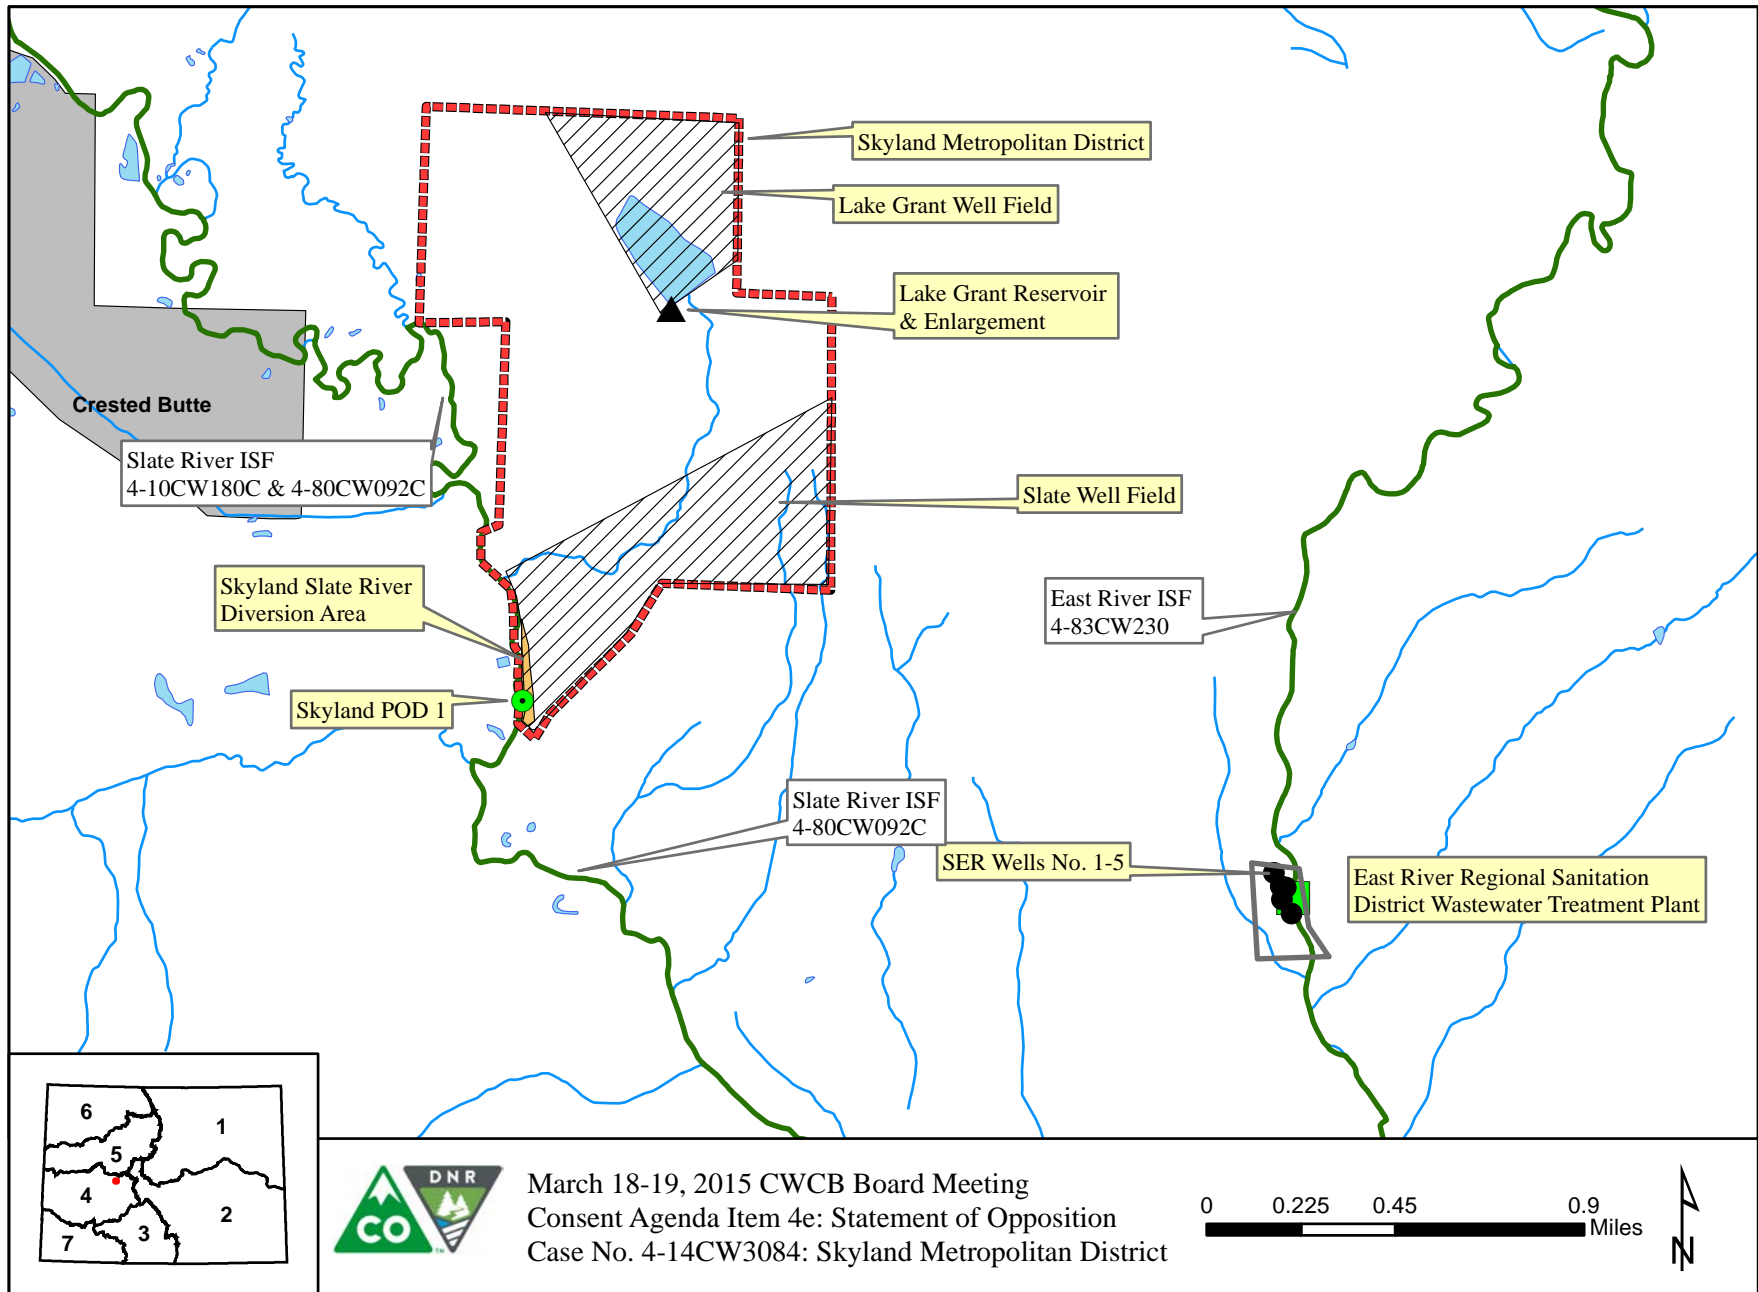 Skyland Metropolitan District
Lake Grant Well Field
Lake Grant Reservoir
& Enlargement
Crested Butte
Slate River ISF
4-10CW180C & 4-80CW092C
Slate Well Field
Skyland Slate River
Diversion Area
East River ISF
4-83CW230
Skyland POD 1
Slate River ISF
4-80CW092C
SER Wells No. 1-5
East River Regional Sanitation
District Wastewater Treatment Plant
6
1
5
4
2
3
7
CO
TM
DNR
March 18-19, 2015 CWCB Board Meeting
Consent Agenda Item 4e: Statement of Opposition
Case No. 4-14CW3084: Skyland Metropolitan District
0 0.225 0.45 0.9
Miles
N